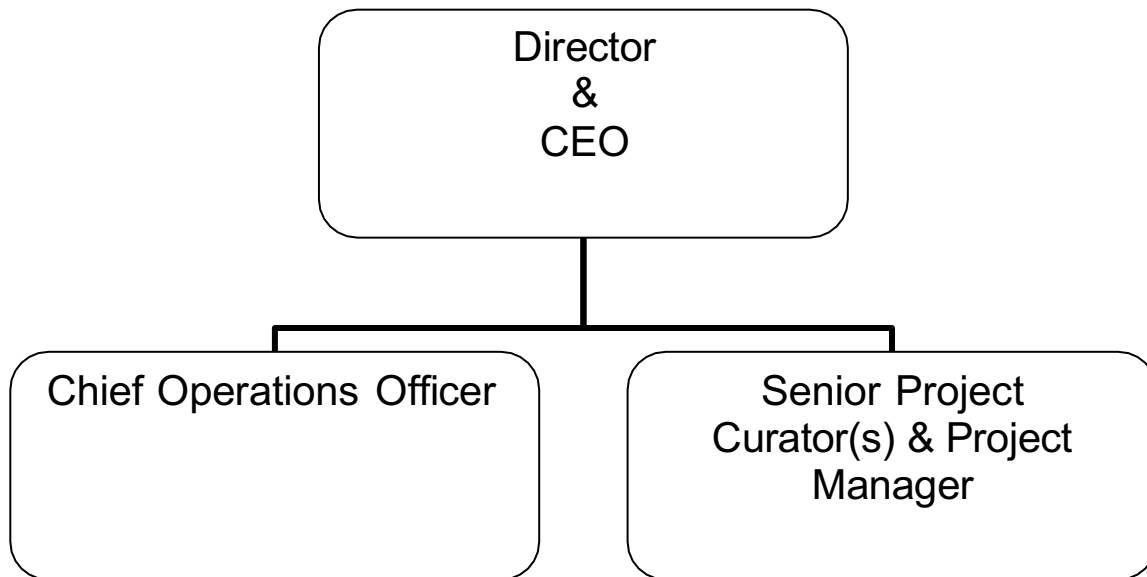 Director
&
CEO
Chief Operations Officer
Senior Project
Curator(s) & Project
Manager